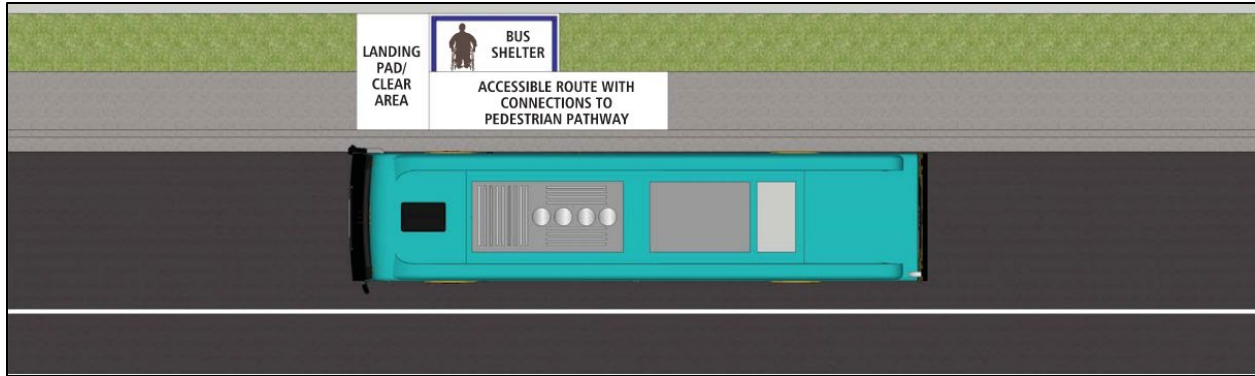 LANDING
PAD/
CLEAR
AREA
BUS
SHELTER
ACCESSIBLE ROUTE WITH
CONNECTIONS TO
PEDESTRIAN PATHWAY